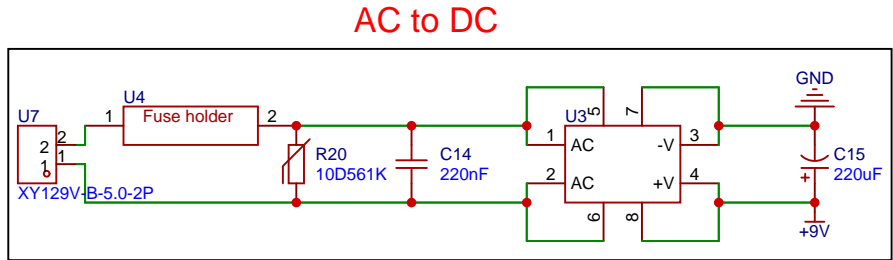 AC to DC
GND
U7
U4
1 Fuse holder 2
U3
5
7
2 2
1 1
XY129V-B-5.0-2P
R20
10D561K
C14
220nF
1 AC -V 3
2 AC +V 4
6
8
C15
220uF
+
+9V